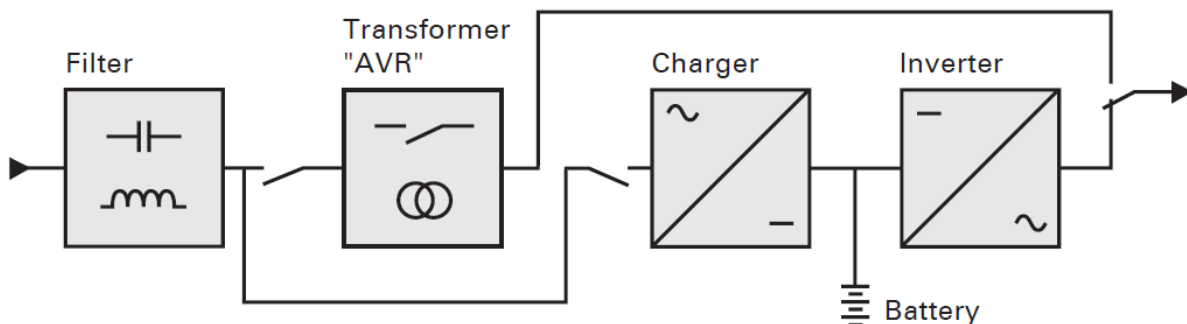 Filter
Transformer
"AVR"
Charger
Inverter
Battery